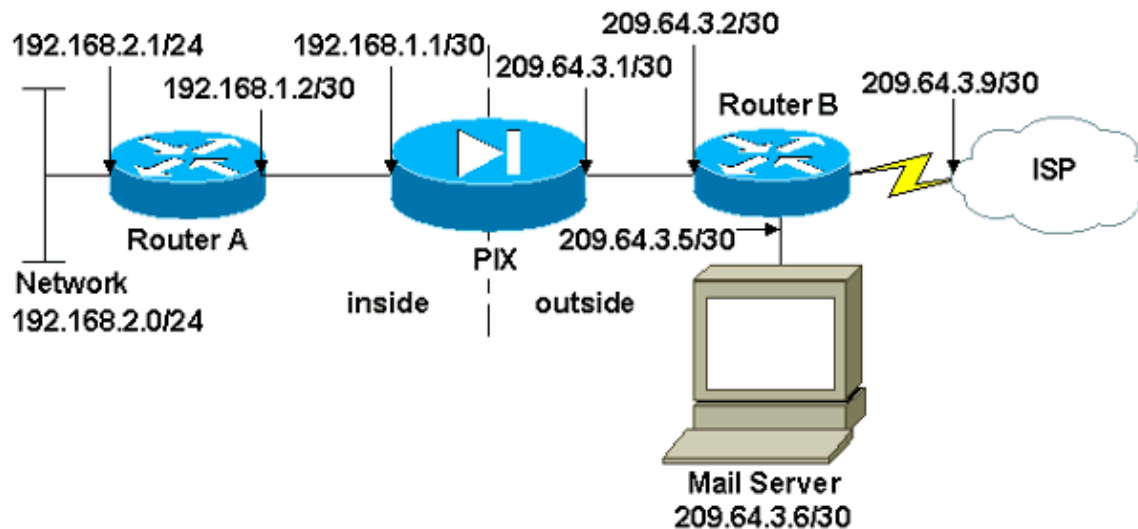 209.64.3.2/30
192.168.2.1/24
192.168.1.1/30
209.64.3.1/30
209.64.3.9/30
192.168.1.2/30
Router B
ISP
Router A
209.64.3.5/30
PIX
Network
192.168.2.0/24
inside
outside
Mail Server
209.64.3.6/30